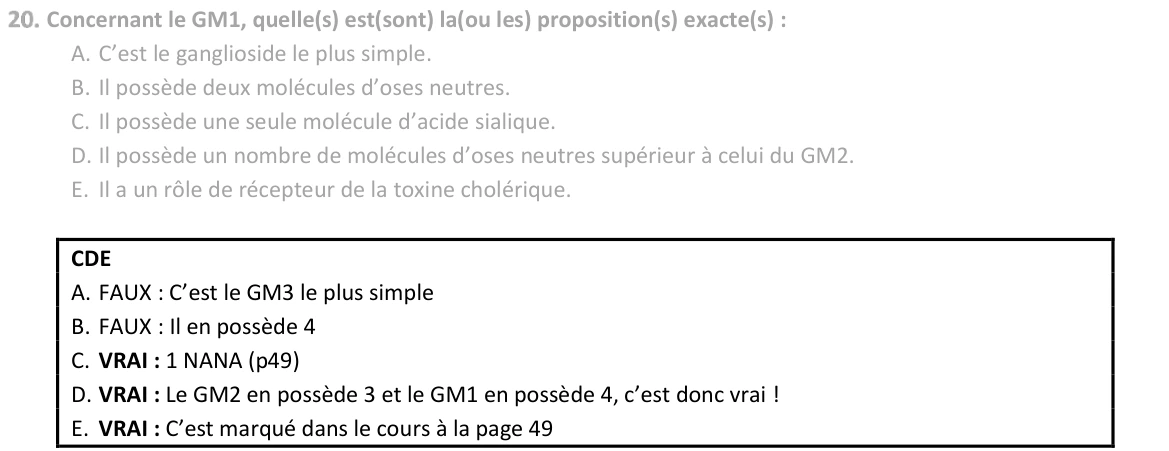 20. Concernant le GM1, quelle(s) est(sont) la(ou les) proposition(s) exacte(s) :
A. C’est le ganglioside le plus simple.
B. Il possède deux molécules d’oses neutres.
C. Il possède une seule molécule d’acide sialique.
D. Il possède un nombre de molécules d’oses neutres supérieur à celui du GM2.
E. Il a un rôle de récepteur de la toxine cholérique.
CDE
A. FAUX : C’est le GM3 le plus simple
B. FAUX : Il en possède 4
C. VRAI : 1 NANA (p49)
D. VRAI : Le GM2 en possède 3 et le GM1 en possède 4, c’est donc vrai !
E. VRAI : C’est marqué dans le cours à la page 49